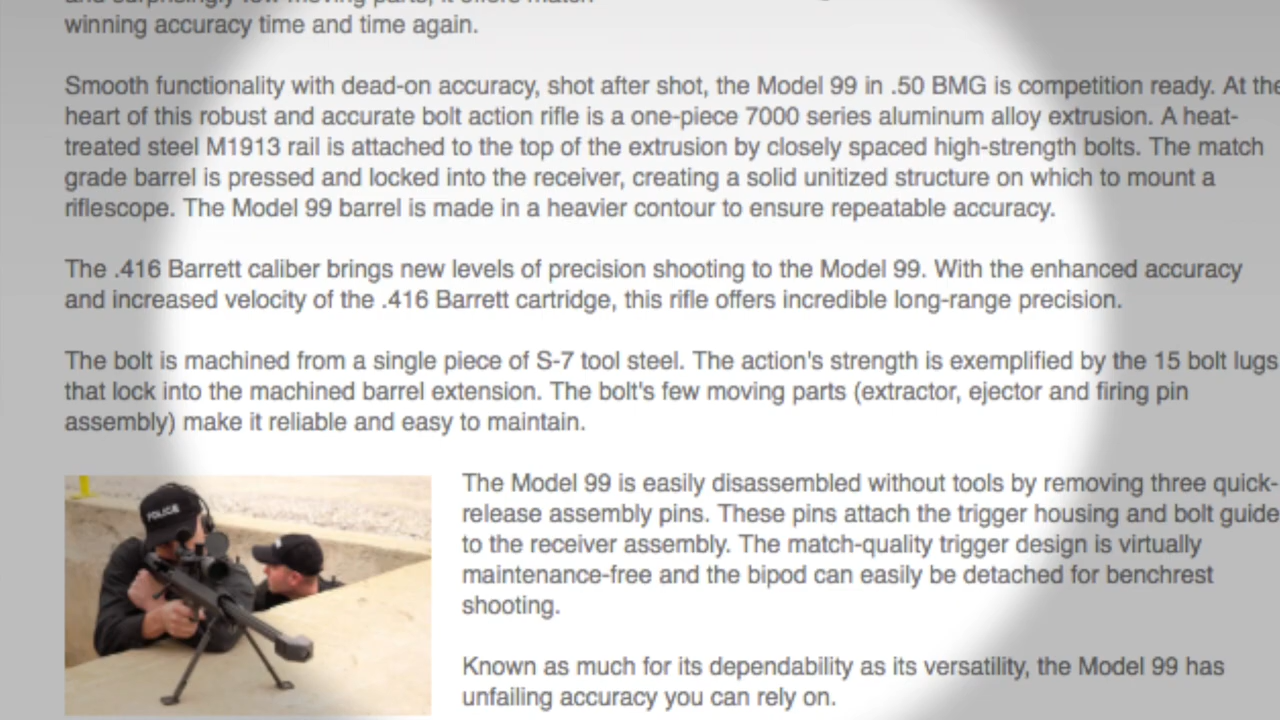 winning accuracy time and time again.
Smooth functionality with dead-on accuracy, shot after shot, the Model 99 in .50 BMG is competition ready. At the
heart of this robust and accurate bolt action rifle is a one-piece 7000 series aluminum alloy extrusion. A heat-
treated steel M1913 rail is attached to the top of the extrusion by closely spaced high-strength bolts. The match
grade barrel is pressed and locked into the receiver, creating a solid unitized structure on which to mount a
riflescope. The Model 99 barrel is made in a heavier contour to ensure repeatable accuracy.
The .416 Barrett caliber brings new levels of precision shooting to the Model 99. With the enhanced accuracy
and increased velocity of the .416 Barrett cartridge, this rifle offers incredible long-range precision.
The bolt is machined from a single piece of S-7 tool steel. The action's strength is exemplified by the 15 bolt lugs
that lock into the machined barrel extension. The bolt's few moving parts (extractor, ejector and firing pin
assembly) make it reliable and easy to maintain.
The Model 99 is easily disassembled without tools by removing three quick-
release assembly pins. These pins attach the trigger housing and bolt guide
to the receiver assembly. The match-quality trigger design is virtually
maintenance-free and the bipod can easily be detached for benchrest
shooting.
Known as much for its dependability as its versatility, the Model 99 has
unfailing accuracy you can rely on.
POLICE